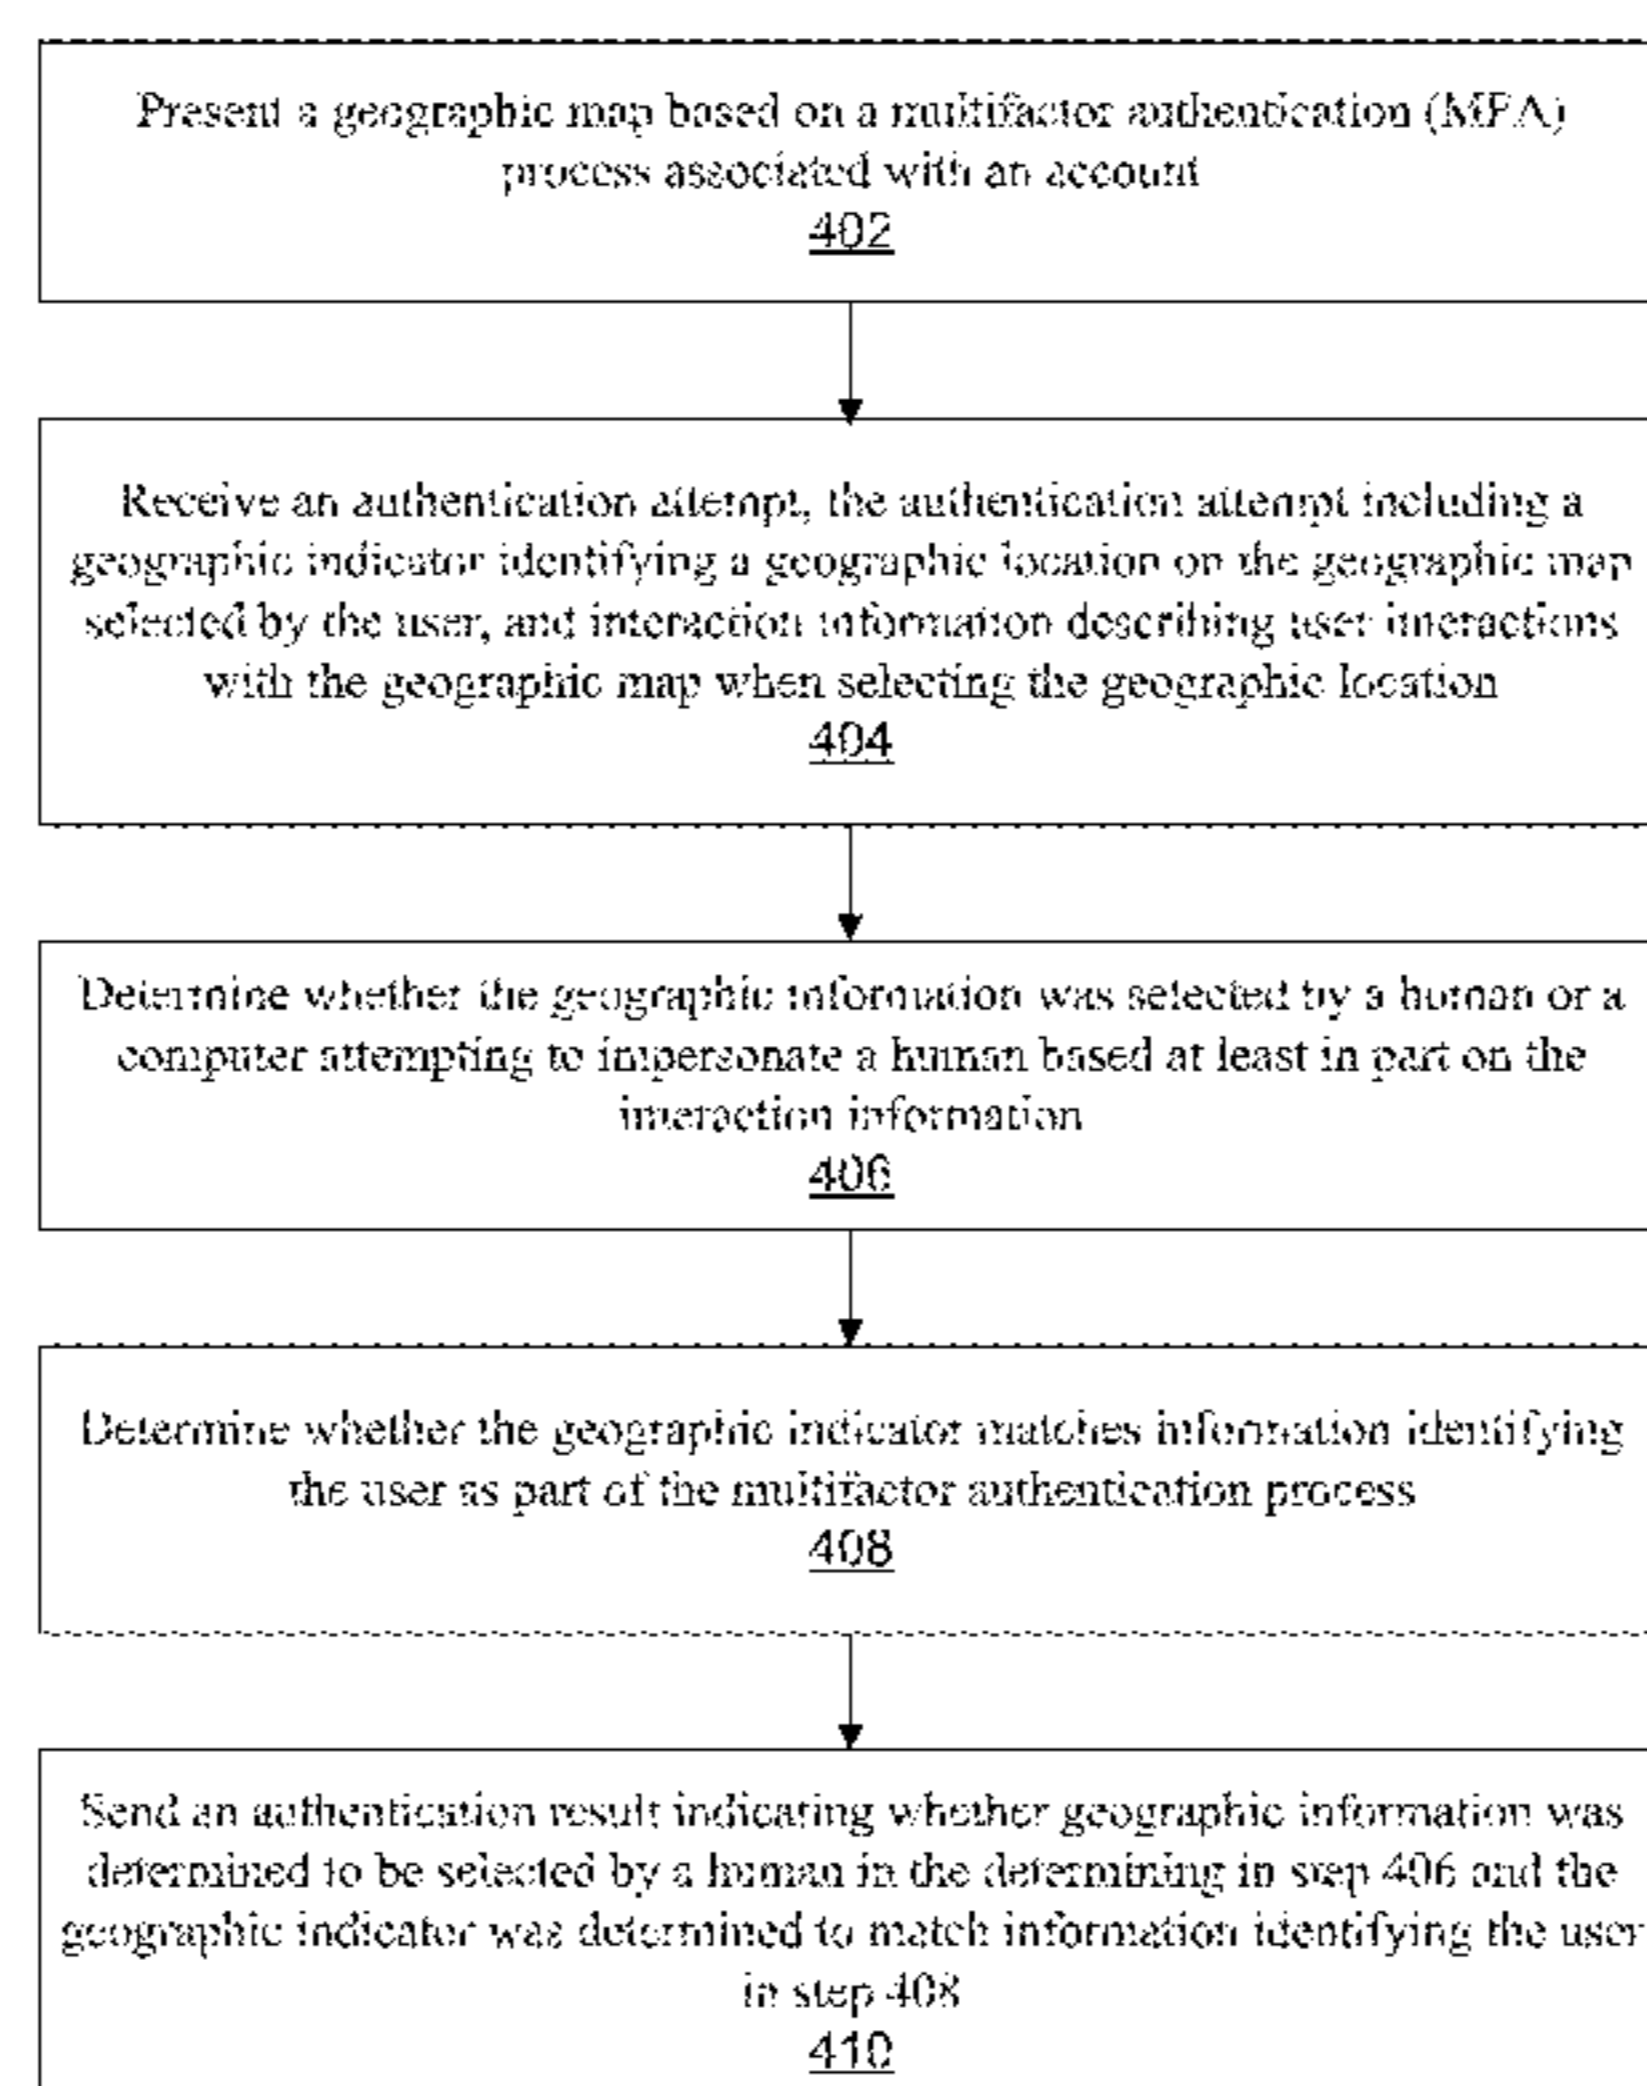 Present a geographic map based on a multifactor authentication (MFA)
process associated with an account
402
Receive an authentication attempt, the authentication attempt including a
geographic indicator identifying a geographic location on the geographic map
selected by the user, and interaction information describing user interactions
with the geographic map when selecting the geographic location
404
Determine whether the geographic information was selected by a human or a
computer attempting to impersonate a human based at least in part on the
interaction information
406
Determine whether the geographic indicator matches information identifying
the user as part of the multifactor authentication process
408
Send an authentication result indicating whether geographic information was
determined to be selected by a human in the determining in step 406 and the
geographic indicator was determined to match information identifying the user
in step 408
410